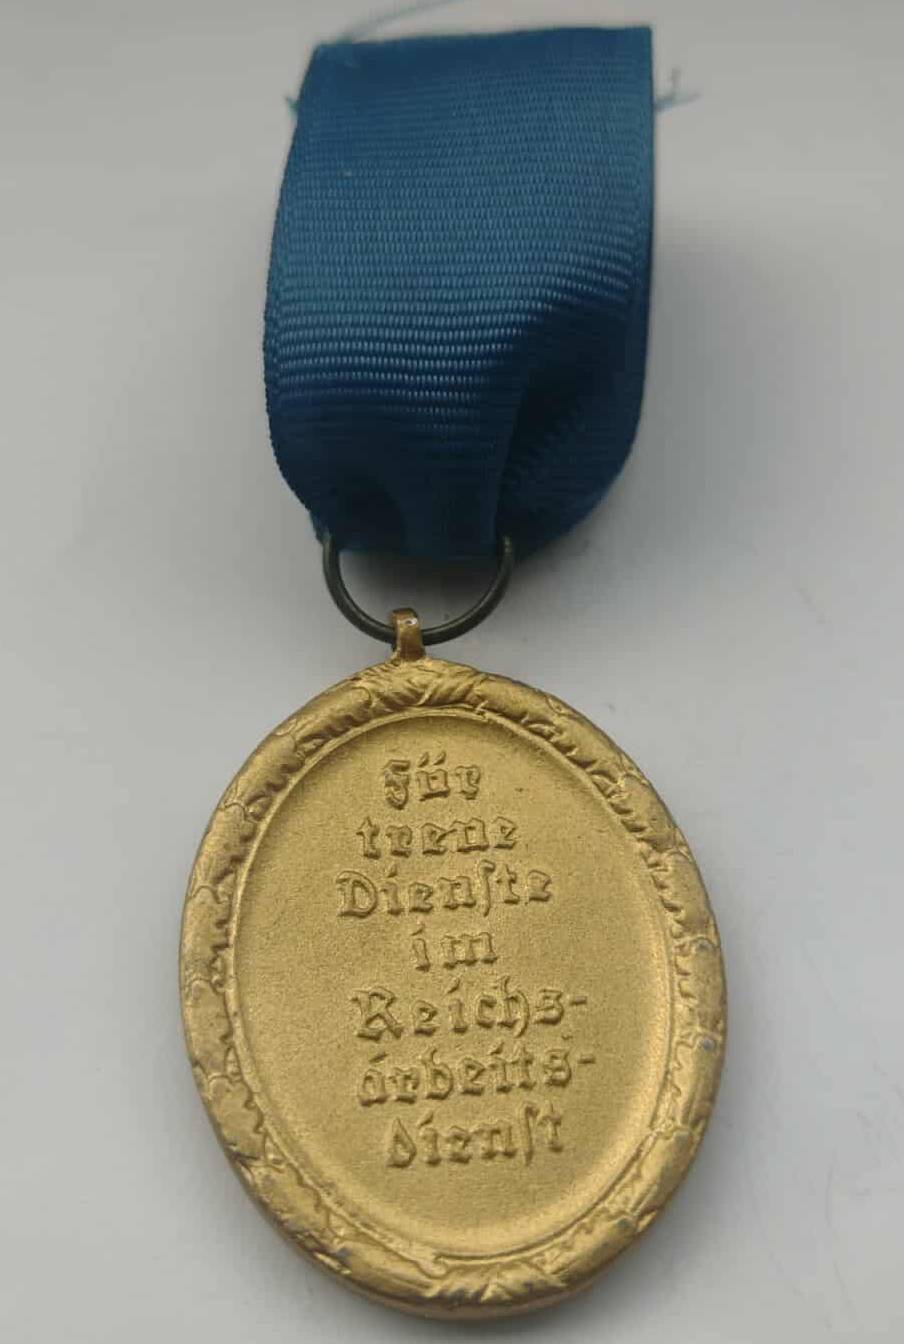 Für
treue
Dienste
im
Reichs-
arbeits-
dienst